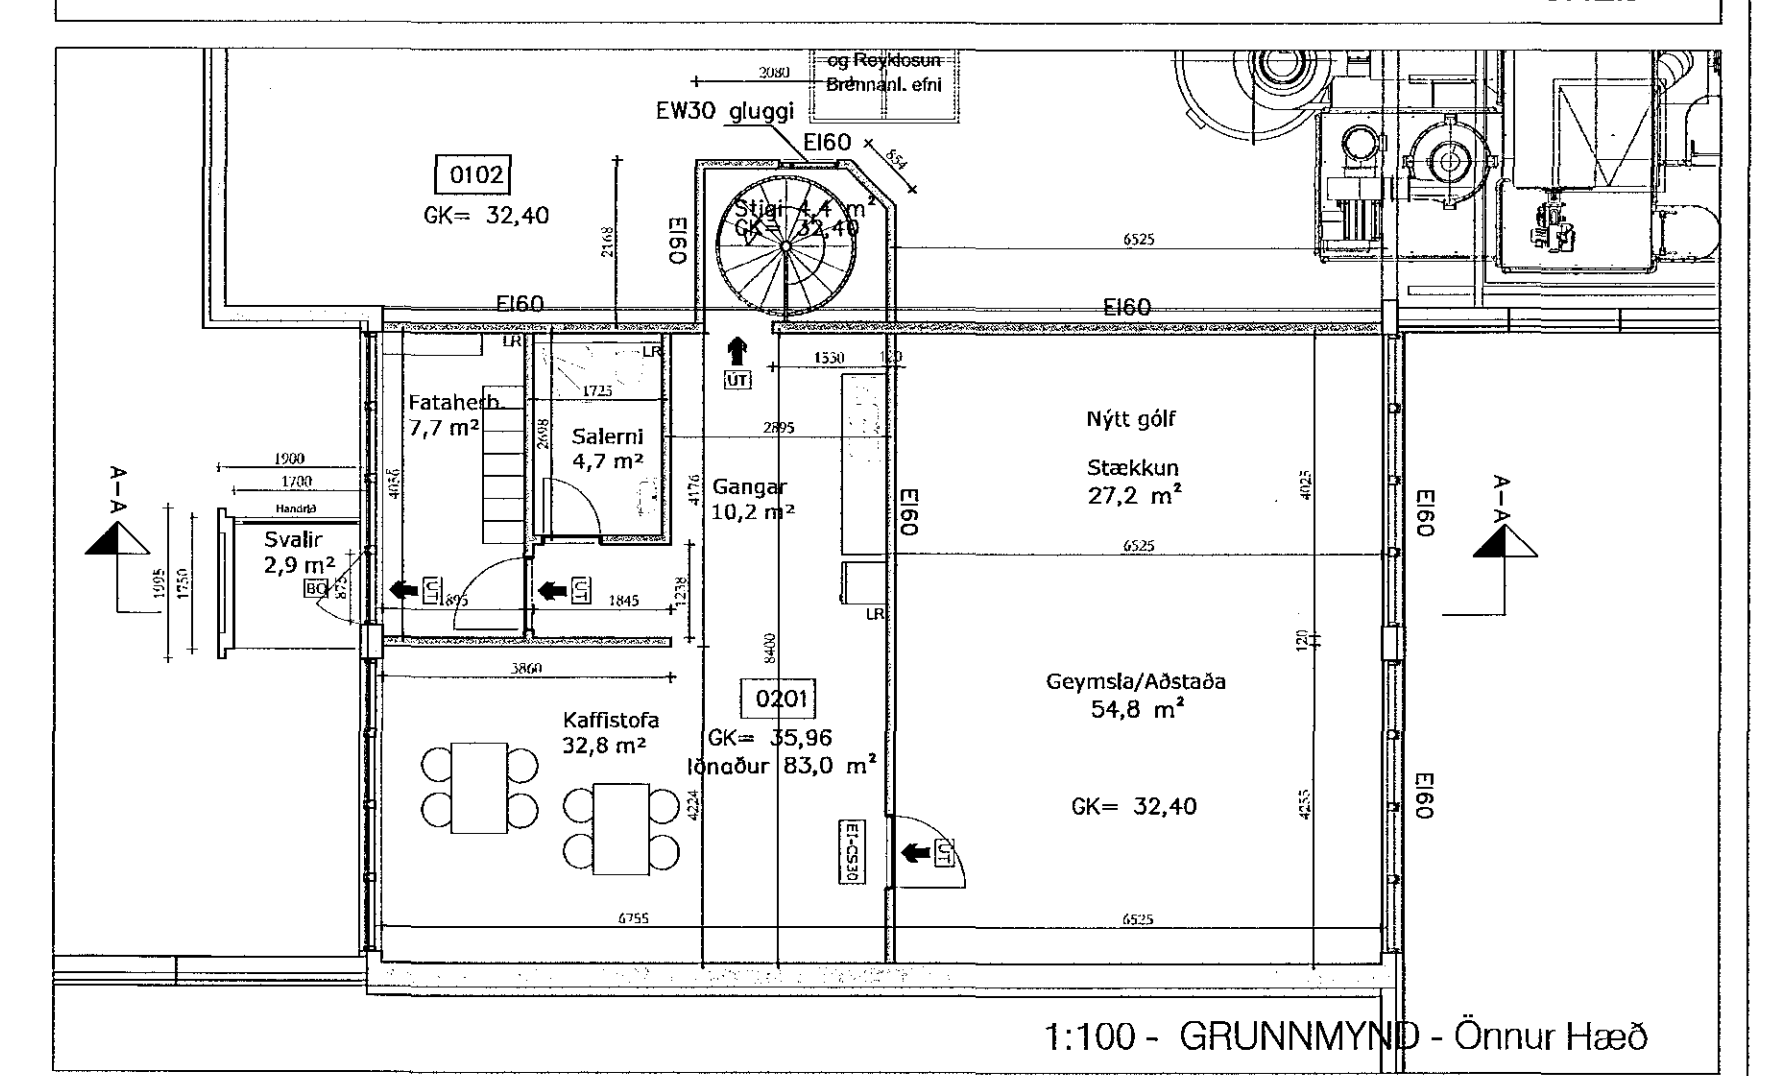 og Reyklosun
Brennanl. efni
2080
EW30 gluggi
EI60
854
0102
GK= 32,40
2168
EI60
Stigi 4,4 m²
GK= 32,40
6525
EI60
EI60
LR
LR
ÚT
1330
120
Fataherb.
7,7 m²
1725
2698
Salerni
4,7 m²
2895
Nýtt gólf
Stækkun
27,2 m²
4025
4036
4176
Gangar
10,2 m²
EI60
EI60
A-A
A-A
1900
1700
Handrið
Svalir
2,9 m²
BO
875
1995
1750
ÚT
ÚT
1895
1845
1238
LR
6525
120
3860
8400
0201
Kaffistofa
32,8 m²
GK= 35,96
Iðnaður 83,0 m²
Geymsla/Aðstaða
54,8 m²
GK= 32,40
4224
4255
EI60
EI-CS30
ÚT
6755
6525
1:100 - GRUNNMYND - Önnur Hæð